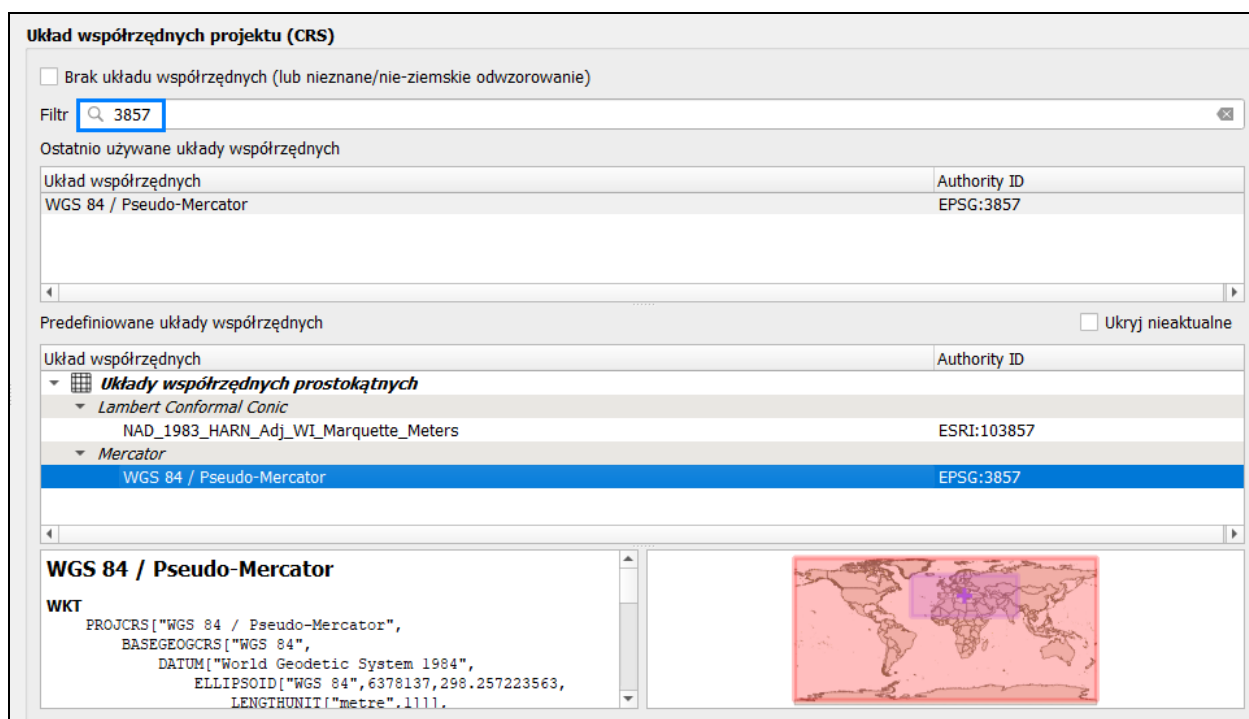 Układ współrzędnych projektu (CRS)
Brak układu współrzędnych (lub nieznane/nie-ziemskie odwzorowanie)
Filtr 3857
Ostatnio używane układy współrzędnych
Układ współrzędnych Authority ID
WGS 84 / Pseudo-Mercator EPSG:3857
Predefiniowane układy współrzędnych Ukryj nieaktualne
Układ współrzędnych Authority ID
Układy współrzędnych prostokątnych
Lambert Conformal Conic
NAD_1983_HARN_Adj_WI_Marquette_Meters ESRI:103857
Mercator
WGS 84 / Pseudo-Mercator EPSG:3857
WGS 84 / Pseudo-Mercator
WKT
PROJCRS["WGS 84 / Pseudo-Mercator",
BASEGEOGCRS["WGS 84",
DATUM["World Geodetic System 1984",
ELLIPSOID["WGS 84",6378137,298.257223563,
LENGTHUNIT["metre",1]]],